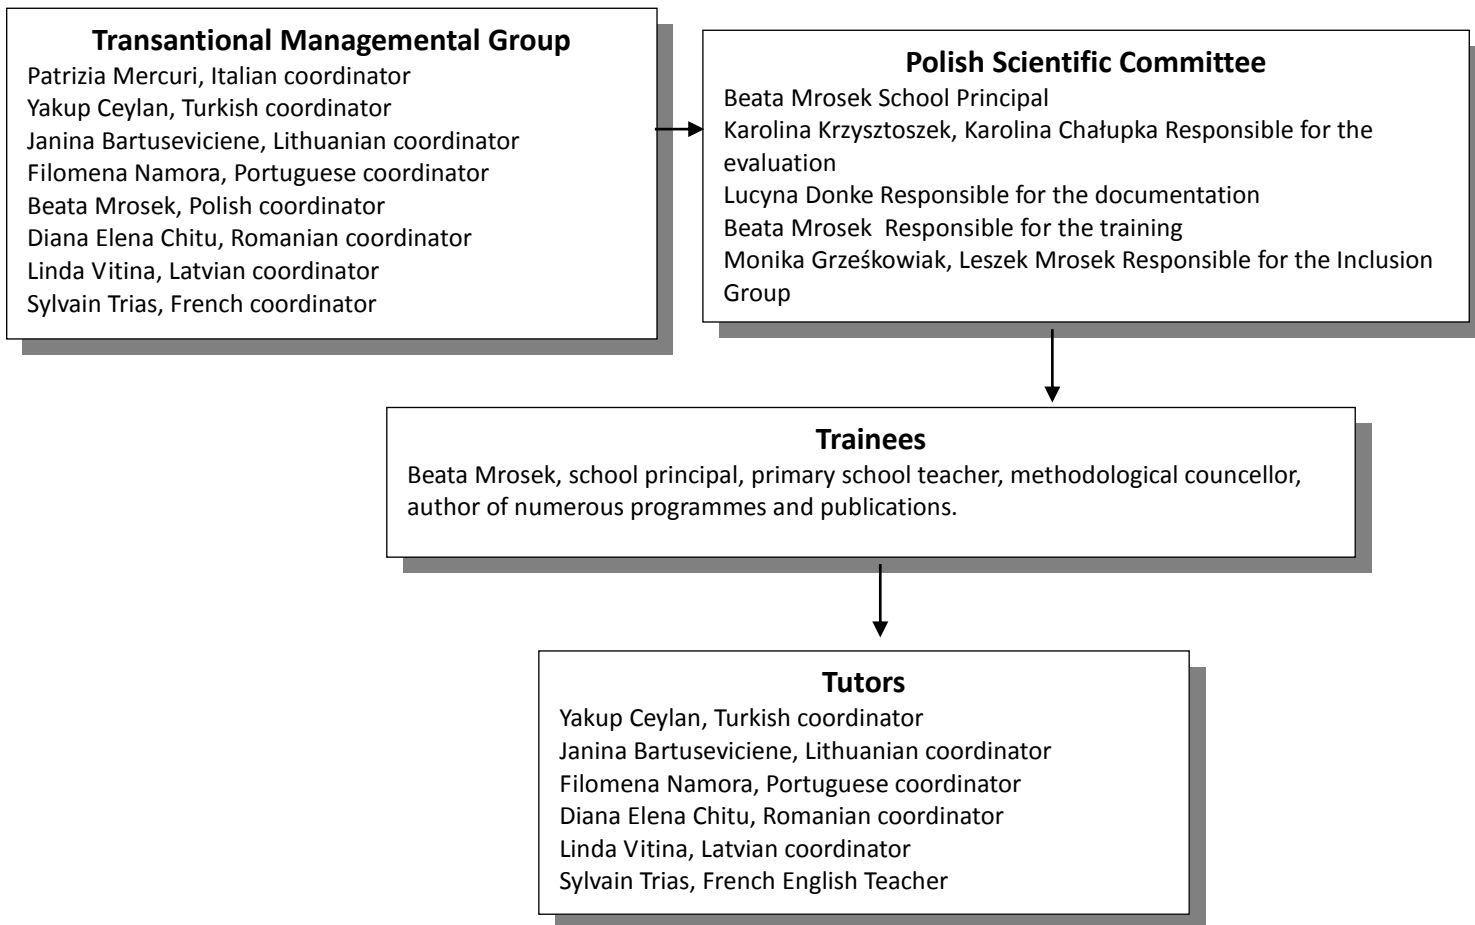 Transantional Managemental Group
Patrizia Mercuri, Italian coordinator
Yakup Ceylan, Turkish coordinator
Janina Bartuseviciene, Lithuanian coordinator
Filomena Namora, Portuguese coordinator
Beata Mrosek, Polish coordinator
Diana Elena Chitu, Romanian coordinator
Linda Vitina, Latvian coordinator
Sylvain Trias, French coordinator
Polish Scientific Committee
Beata Mrosek School Principal
Karolina Krzysztoszek, Karolina Chałupka Responsible for the
evaluation
Lucyna Donke Responsible for the documentation
Beata Mrosek  Responsible for the training
Monika Grześkowiak, Leszek Mrosek Responsible for the Inclusion
Group
Trainees
Beata Mrosek, school principal, primary school teacher, methodological councellor,
author of numerous programmes and publications.
Tutors
Yakup Ceylan, Turkish coordinator
Janina Bartuseviciene, Lithuanian coordinator
Filomena Namora, Portuguese coordinator
Diana Elena Chitu, Romanian coordinator
Linda Vitina, Latvian coordinator
Sylvain Trias, French English Teacher